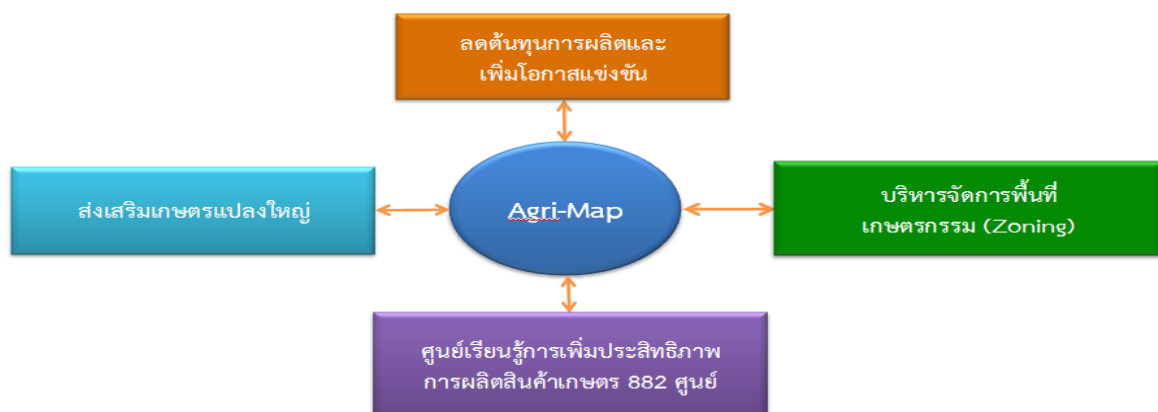 ลดต้นทุนการผลิตและ
เพิ่มโอกาสแข่งขัน
ส่งเสริมเกษตรแปลงใหญ่
Agri-Map
บริหารจัดการพื้นที่
เกษตรกรรม (Zoning)
ศูนย์เรียนรู้การเพิ่มประสิทธิภาพ
การผลิตสินค้าเกษตร 882 ศูนย์